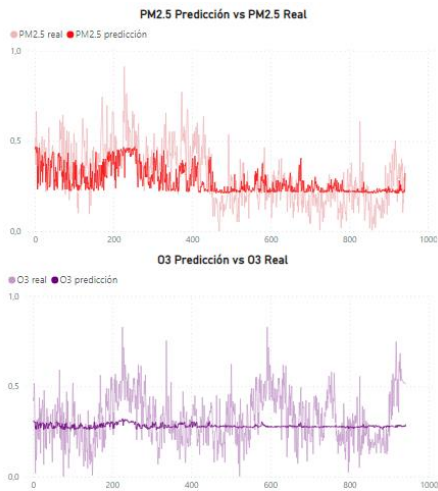 PM2.5 Predicción vs PM2.5 Real
PM2.5 real PM2.5 predicción
1,0
0,5
0,0
0 200 400 600 800 1000
O3 Predicción vs O3 Real
O3 real O3 predicción
1,0
0,5
0,0
0 200 400 600 800 1000